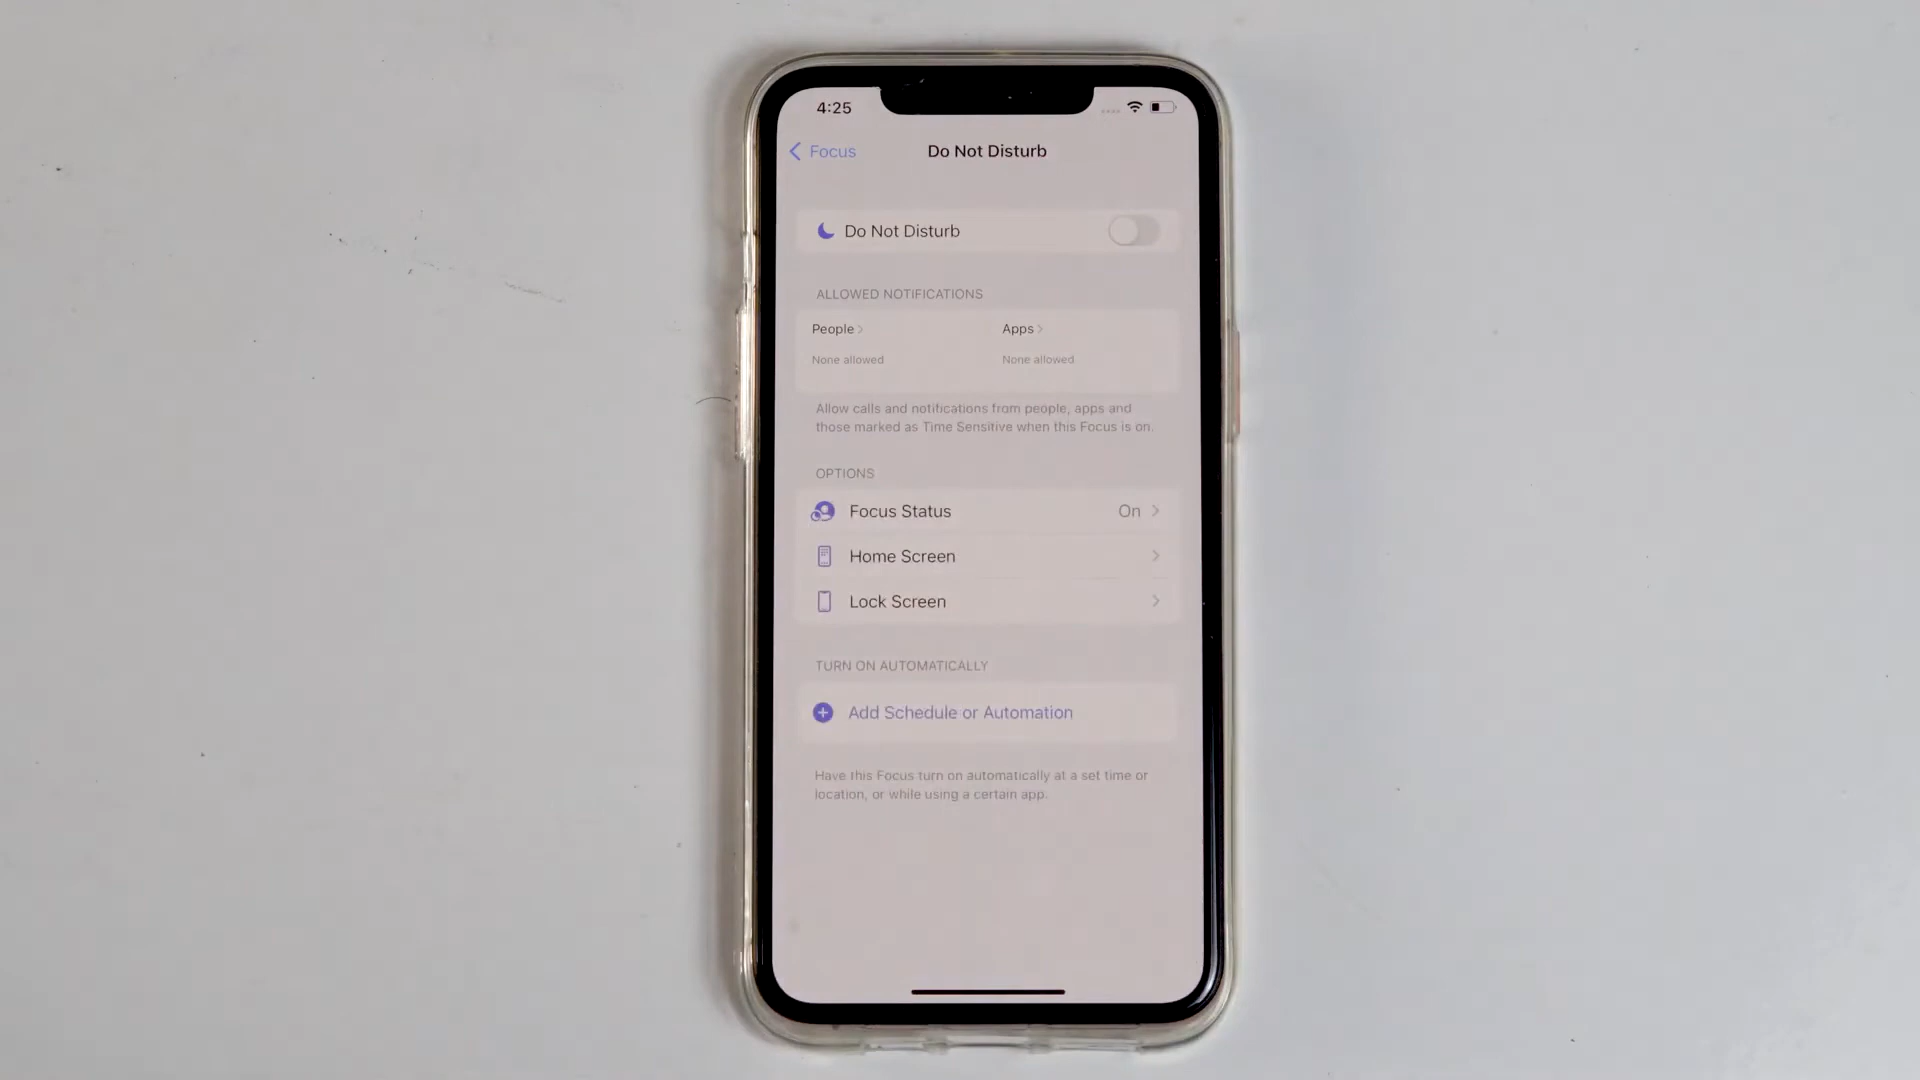 4:25
Focus
Do Not Disturb
Do Not Disturb
ALLOWED NOTIFICATIONS
People
Apps
None allowed
None allowed
Allow calls and notifications from people, apps and
those marked as Time Sensitive when this Focus is on.
OPTIONS
Focus Status
On
Home Screen
Lock Screen
TURN ON AUTOMATICALLY
Add Schedule or Automation
Have this Focus turn on automatically at a set time or
location, or while using a certain app.